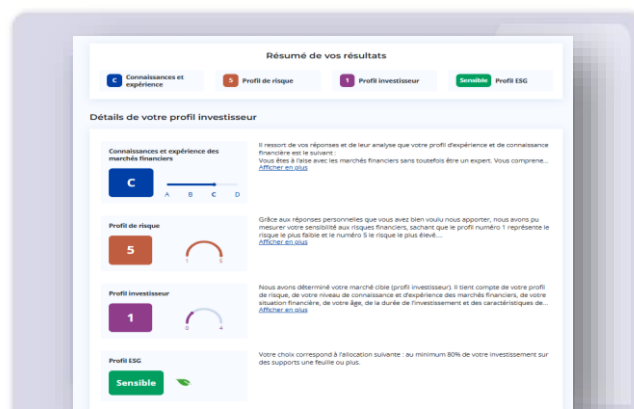 Résumé de vos résultats
C Connaissances et expérience
5 Profil de risque
1 Profil investisseur
Sensible Profil ESG
Détails de votre profil investisseur
Connaissances et expérience des
marchés financiers
C
A B C D
Il ressort de vos réponses et de leur analyse que votre profil d'expérience et de connaissance
financière est le suivant :
Vous êtes à l'aise avec les marchés financiers sans toutefois être un expert. Vous comprene...
Afficher en plus
Profil de risque
5
1 5
Grâce aux réponses personnelles que vous avez bien voulu nous apporter, nous avons pu
mesurer votre sensibilité aux risques financiers, sachant que le profil numéro 1 représente le
risque le plus faible et le numéro 5 le risque le plus élevé....
Afficher en plus
Profil investisseur
1
0 4
Nous avons déterminé votre marché cible (profil investisseur). Il tient compte de votre profil
de risque, de votre niveau de connaissance et d'expérience des marchés financiers, de votre
situation financière, de votre âge, de la durée de l'investissement et des caractéristiques de...
Afficher en plus
Profil ESG
Sensible
Votre choix correspond à l'allocation suivante : au minimum 80% de votre investissement sur
des supports une feuille ou plus.